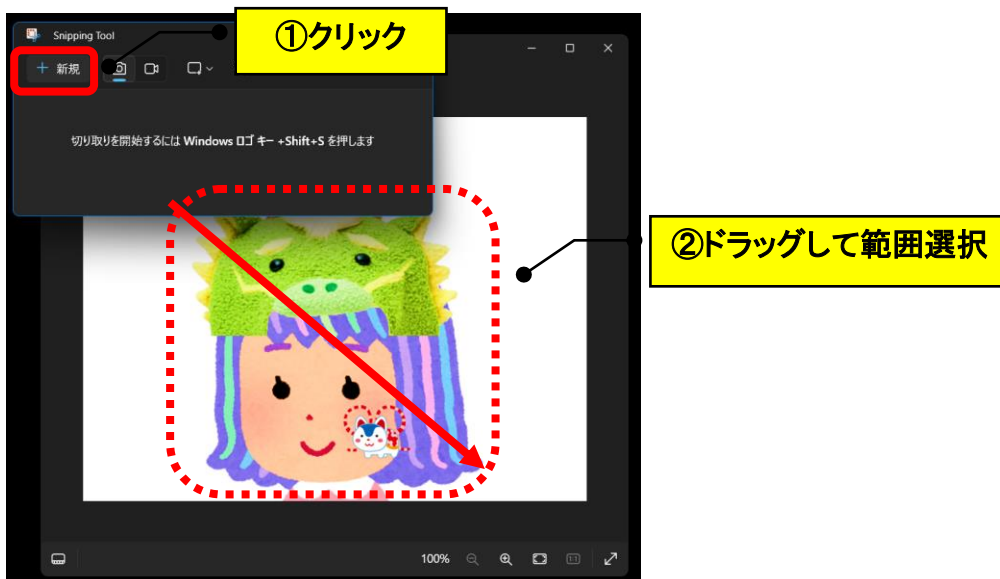 Snipping Tool
①クリック
新規
切り取りを開始するには Windows ロゴ キー +Shift+S を押します
②ドラッグして範囲選択
100%
1:1